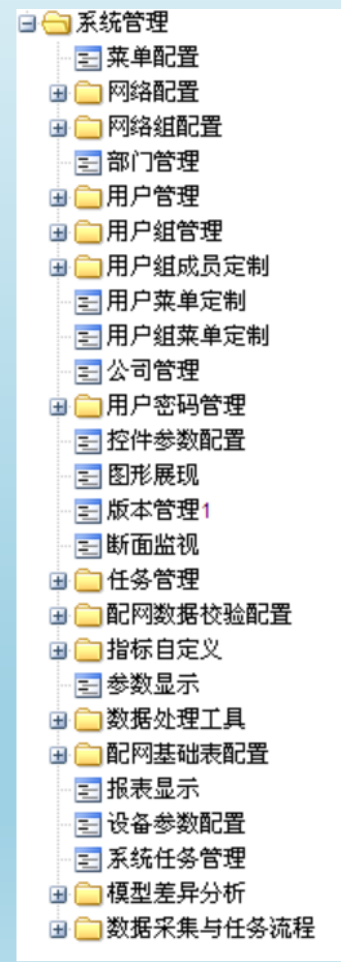 系统管理
菜单配置
网络配置
网络组配置
部门管理
用户管理
用户组管理
用户组成员定制
用户菜单定制
用户组菜单定制
公司管理
用户密码管理
控件参数配置
图形展现
版本管理1
断面监视
任务管理
配网数据校验配置
指标自定义
参数显示
数据处理工具
配网基础表配置
报表显示
设备参数配置
系统任务管理
模型差异分析
数据采集与任务流程